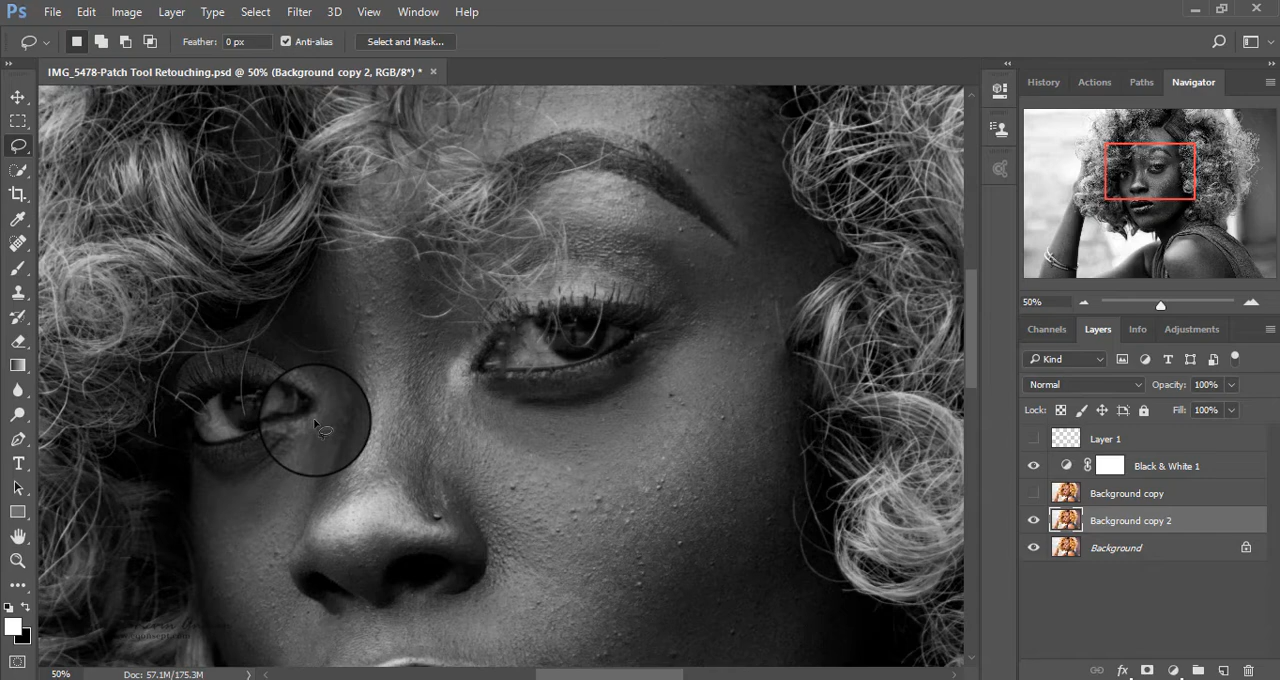 Ps File Edit Image Layer Type Select Filter 3D View Window Help
Feather: 0 px Anti-alias Select and Mask...
IMG_5478-Patch Tool Retouching.psd @ 50% (Background copy 2, RGB/8*) *
History Actions Paths Navigator
50%
Channels Layers Info Adjustments
Kind
Normal Opacity: 100%
Lock: Fill: 100%
Layer 1
Black & White 1
Background copy
Background copy 2
Background
50% Doc: 57.1M/175.3M